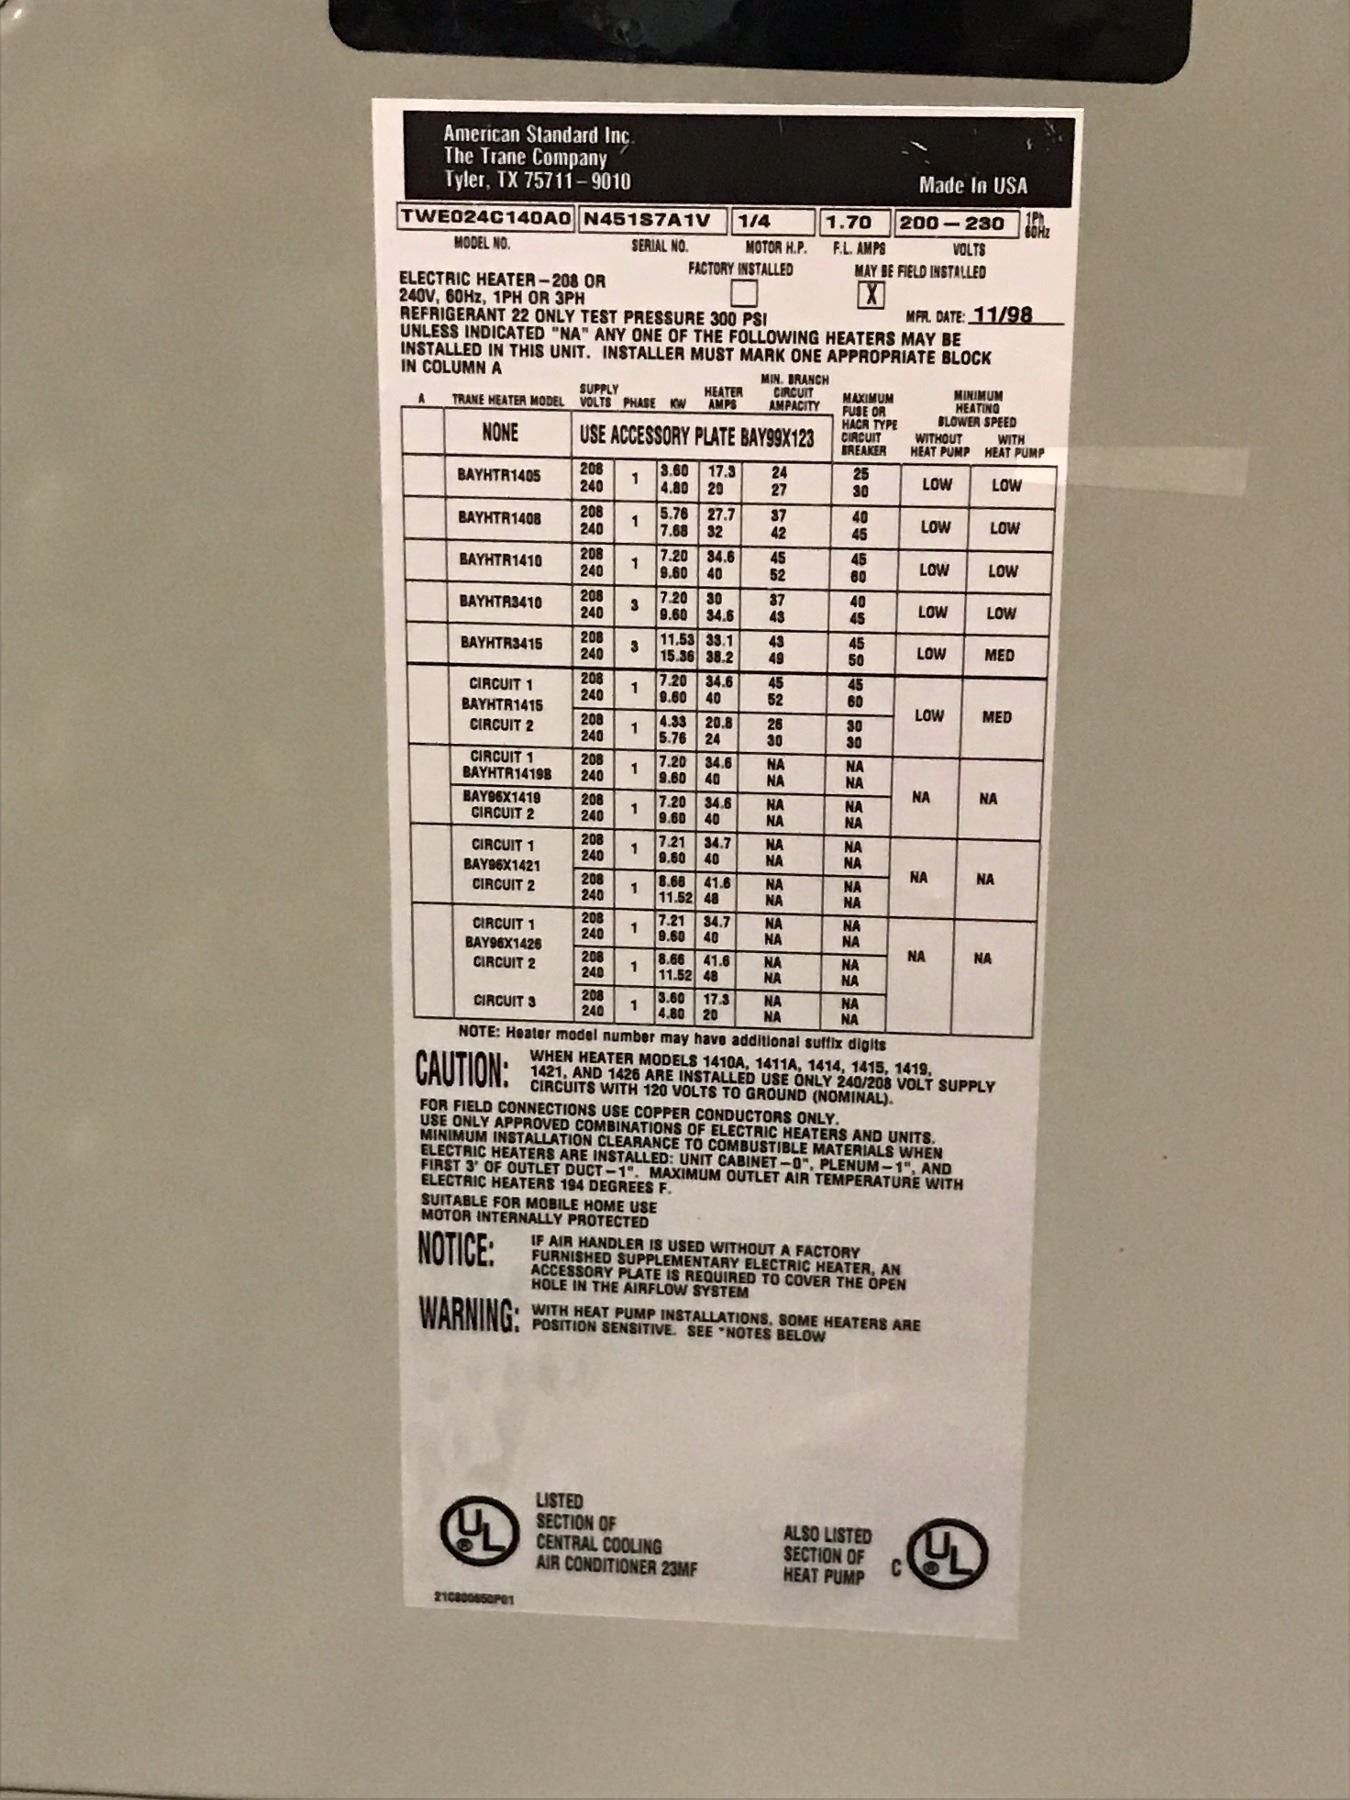 American Standard Inc.
The Trane Company
Tyler, TX 75711-9010
Made In USA
TWE024C140A0 N451S7A1V 1/4 1.70 200-230 1Ph 60Hz
MODEL NO. SERIAL NO. MOTOR H.P. F.L. AMPS VOLTS
FACTORY INSTALLED MAY BE FIELD INSTALLED
ELECTRIC HEATER-208 OR
240V, 60Hz, 1PH OR 3PH
X
REFRIGERANT 22 ONLY TEST PRESSURE 300 PSI
MFR. DATE: 11/98
UNLESS INDICATED "NA" ANY ONE OF THE FOLLOWING HEATERS MAY BE
INSTALLED IN THIS UNIT. INSTALLER MUST MARK ONE APPROPRIATE BLOCK
IN COLUMN A
A
TRANE HEATER MODEL
SUPPLY VOLTS
PHASE
KW
HEATER AMPS
MIN. BRANCH CIRCUIT AMPACITY
MAXIMUM FUSE OR HACR TYPE CIRCUIT BREAKER
MINIMUM HEATING BLOWER SPEED
WITHOUT HEAT PUMP
WITH HEAT PUMP
NONE USE ACCESSORY PLATE BAY99X123
BAYHTR1405 208 1 3.60 17.3 24 25 LOW LOW
240 4.80 20 27 30
BAYHTR1408 208 1 5.76 27.7 37 40 LOW LOW
240 7.68 32 42 45
BAYHTR1410 208 1 7.20 34.6 45 45 LOW LOW
240 9.60 40 52 60
BAYHTR3410 208 3 7.20 30 37 40 LOW LOW
240 9.60 34.6 43 45
BAYHTR3415 208 3 11.53 33.1 43 45 LOW MED
240 15.36 38.2 49 50
CIRCUIT 1 208 1 7.20 34.6 45 45
BAYHTR1415 240 9.60 40 52 60 LOW MED
CIRCUIT 2 208 1 4.33 20.8 26 30
240 5.76 24 30 30
CIRCUIT 1 208 1 7.20 34.6 NA NA
BAYHTR1419B 240 9.60 40 NA NA NA NA
BAY96X1419 208 1 7.20 34.6 NA NA
CIRCUIT 2 240 9.60 40 NA NA
CIRCUIT 1 208 1 7.21 34.7 NA NA
BAY96X1421 240 9.60 40 NA NA NA NA
CIRCUIT 2 208 1 8.66 41.6 NA NA
240 11.52 48 NA NA
CIRCUIT 1 208 1 7.21 34.7 NA NA
BAY96X1426 240 9.60 40 NA NA
CIRCUIT 2 208 1 8.66 41.6 NA NA NA NA
240 11.52 48 NA NA
CIRCUIT 3 208 1 3.60 17.3 NA NA
240 4.80 20 NA NA
NOTE: Heater model number may have additional suffix digits
CAUTION: WHEN HEATER MODELS 1410A, 1411A, 1414, 1415, 1419,
1421, AND 1426 ARE INSTALLED USE ONLY 240/208 VOLT SUPPLY
CIRCUITS WITH 120 VOLTS TO GROUND (NOMINAL).
FOR FIELD CONNECTIONS USE COPPER CONDUCTORS ONLY.
USE ONLY APPROVED COMBINATIONS OF ELECTRIC HEATERS AND UNITS.
MINIMUM INSTALLATION CLEARANCE TO COMBUSTIBLE MATERIALS WHEN
ELECTRIC HEATERS ARE INSTALLED: UNIT CABINET-0", PLENUM-1", AND
FIRST 3' OF OUTLET DUCT-1". MAXIMUM OUTLET AIR TEMPERATURE WITH
ELECTRIC HEATERS 194 DEGREES F.
SUITABLE FOR MOBILE HOME USE
MOTOR INTERNALLY PROTECTED
NOTICE: IF AIR HANDLER IS USED WITHOUT A FACTORY
FURNISHED SUPPLEMENTARY ELECTRIC HEATER, AN
ACCESSORY PLATE IS REQUIRED TO COVER THE OPEN
HOLE IN THE AIRFLOW SYSTEM
WARNING: WITH HEAT PUMP INSTALLATIONS, SOME HEATERS ARE
POSITION SENSITIVE. SEE *NOTES BELOW
UL ®
LISTED
SECTION OF
CENTRAL COOLING
AIR CONDITIONER 23MF
ALSO LISTED
SECTION OF
HEAT PUMP
C UL ®